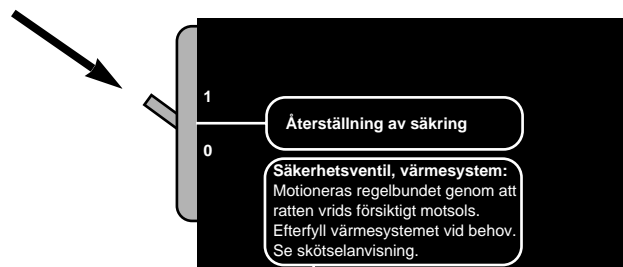 1
Återställning av säkring
0
Säkerhetsventil, värmesystem:
Motioneras regelbundet genom att
ratten vrids försiktigt motsols.
Efterfyll värmesystemet vid behov.
Se skötselanvisning.